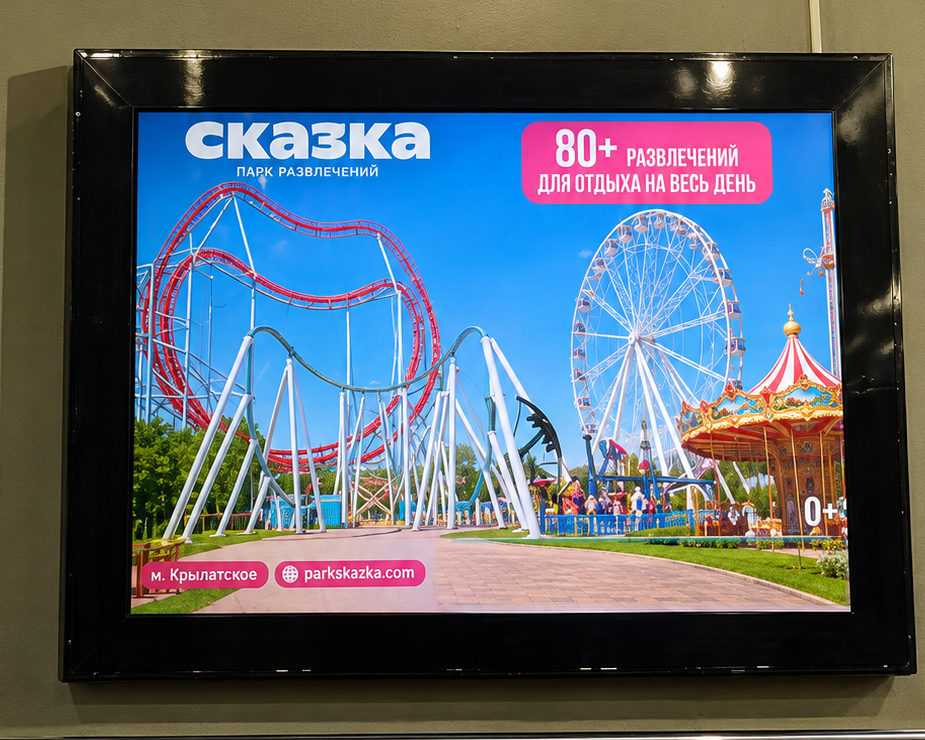 сказка
ПАРК РАЗВЛЕЧЕНИЙ
80+ РАЗВЛЕЧЕНИЙ
ДЛЯ ОТДЫХА НА ВЕСЬ ДЕНЬ
0+
м. Крылатское
parkskazka.com